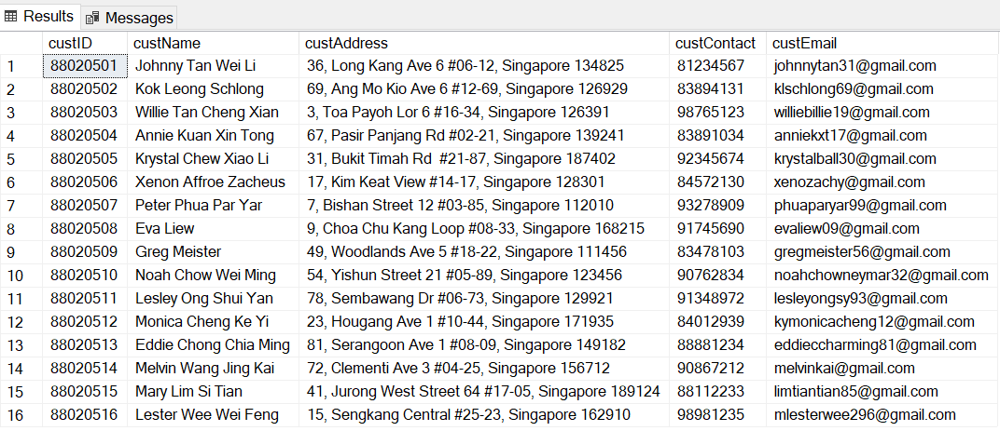 Results Messages
custID custName custAddress custContact custEmail
1 88020501 Johnny Tan Wei Li 36, Long Kang Ave 6 #06-12, Singapore 134825 81234567 johnnytan31@gmail.com
2 88020502 Kok Leong Schlong 69, Ang Mo Kio Ave 6 #12-69, Singapore 126929 83894131 klschlong69@gmail.com
3 88020503 Willie Tan Cheng Xian 3, Toa Payoh Lor 6 #16-34, Singapore 126391 98765123 williebillie19@gmail.com
4 88020504 Annie Kuan Xin Tong 67, Pasir Panjang Rd #02-21, Singapore 139241 83891034 anniekxt17@gmail.com
5 88020505 Krystal Chew Xiao Li 31, Bukit Timah Rd  #21-87, Singapore 187402 92345674 krystalball30@gmail.com
6 88020506 Xenon Affroe Zacheus 17, Kim Keat View #14-17, Singapore 128301 84572130 xenozachy@gmail.com
7 88020507 Peter Phua Par Yar 7, Bishan Street 12 #03-85, Singapore 112010 93278909 phuaparyar99@gmail.com
8 88020508 Eva Liew 9, Choa Chu Kang Loop #08-33, Singapore 168215 91745690 evaliew09@gmail.com
9 88020509 Greg Meister 49, Woodlands Ave 5 #18-22, Singapore 111456 83478103 gregmeister56@gmail.com
10 88020510 Noah Chow Wei Ming 54, Yishun Street 21 #05-89, Singapore 123456 90762834 noahchowneymar32@gmail.com
11 88020511 Lesley Ong Shui Yan 78, Sembawang Dr #06-73, Singapore 129921 91348972 lesleyongsy93@gmail.com
12 88020512 Monica Cheng Ke Yi 23, Hougang Ave 1 #10-44, Singapore 171935 84012939 kymonicacheng12@gmail.com
13 88020513 Eddie Chong Chia Ming 81, Serangoon Ave 1 #08-09, Singapore 149182 88881234 eddieccharming81@gmail.com
14 88020514 Melvin Wang Jing Kai 72, Clementi Ave 3 #04-25, Singapore 156712 90867212 melvinkai@gmail.com
15 88020515 Mary Lim Si Tian 41, Jurong West Street 64 #17-05, Singapore 189124 88112233 limtiantian85@gmail.com
16 88020516 Lester Wee Wei Feng 15, Sengkang Central #25-23, Singapore 162910 98981235 mlesterwee296@gmail.com